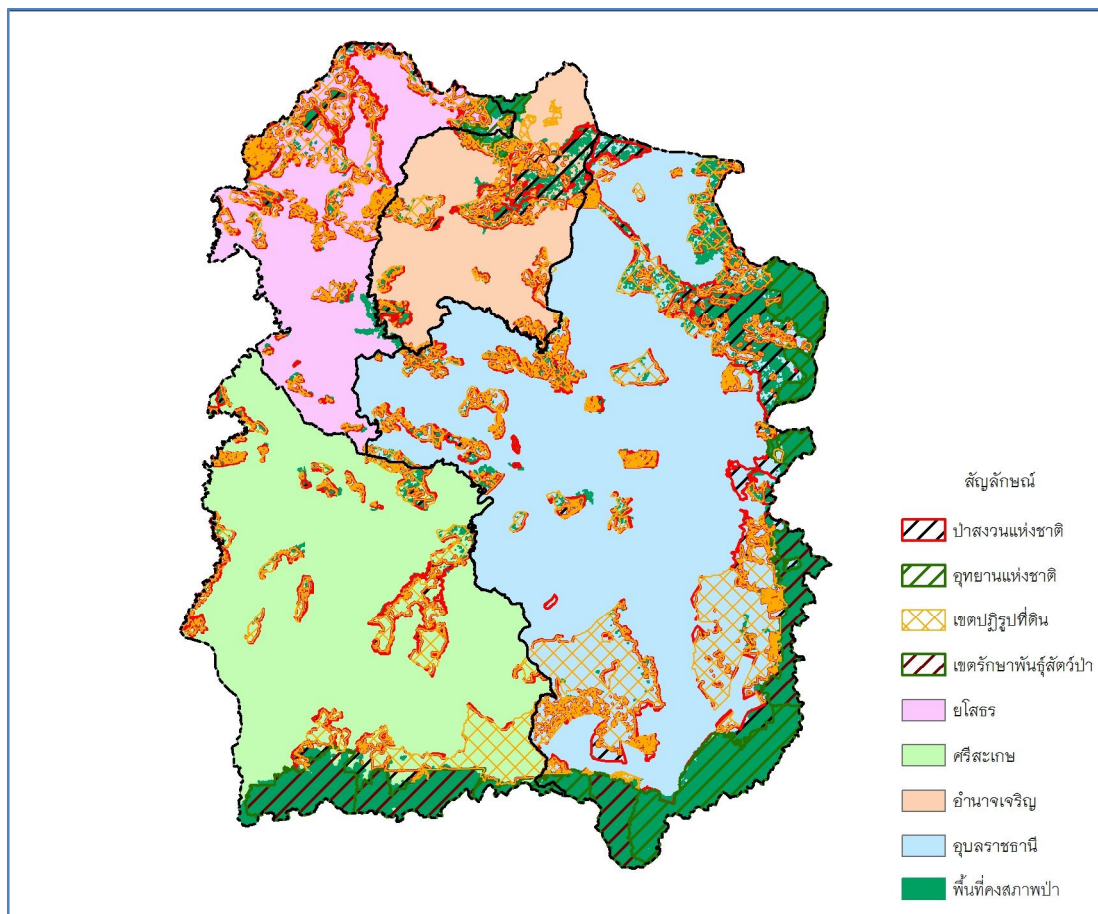 สัญลักษณ์
ป่าสงวนแห่งชาติ
อุทยานแห่งชาติ
เขตปฏิรูปที่ดิน
เขตรักษาพันธุ์สัตว์ป่า
ยโสธร
ศรีสะเกษ
อำนาจเจริญ
อุบลราชธานี
พื้นที่คงสภาพป่า